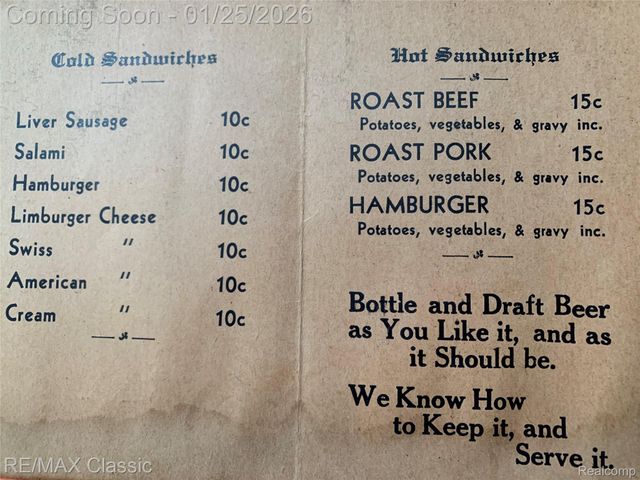 Coming Soon - 01/25/2026
Cold Sandwiches
Liver Sausage 10c
Salami 10c
Hamburger 10c
Limburger Cheese 10c
Swiss " 10c
American " 10c
Cream " 10c
Hot Sandwiches
ROAST BEEF 15c
Potatoes, vegetables, & gravy inc.
ROAST PORK 15c
Potatoes, vegetables, & gravy inc.
HAMBURGER 15c
Potatoes, vegetables, & gravy inc.
Bottle and Draft Beer
as You Like it, and as
it Should be.
We Know How
to Keep it, and
Serve it.
RE/MAX Classic
Realcomp